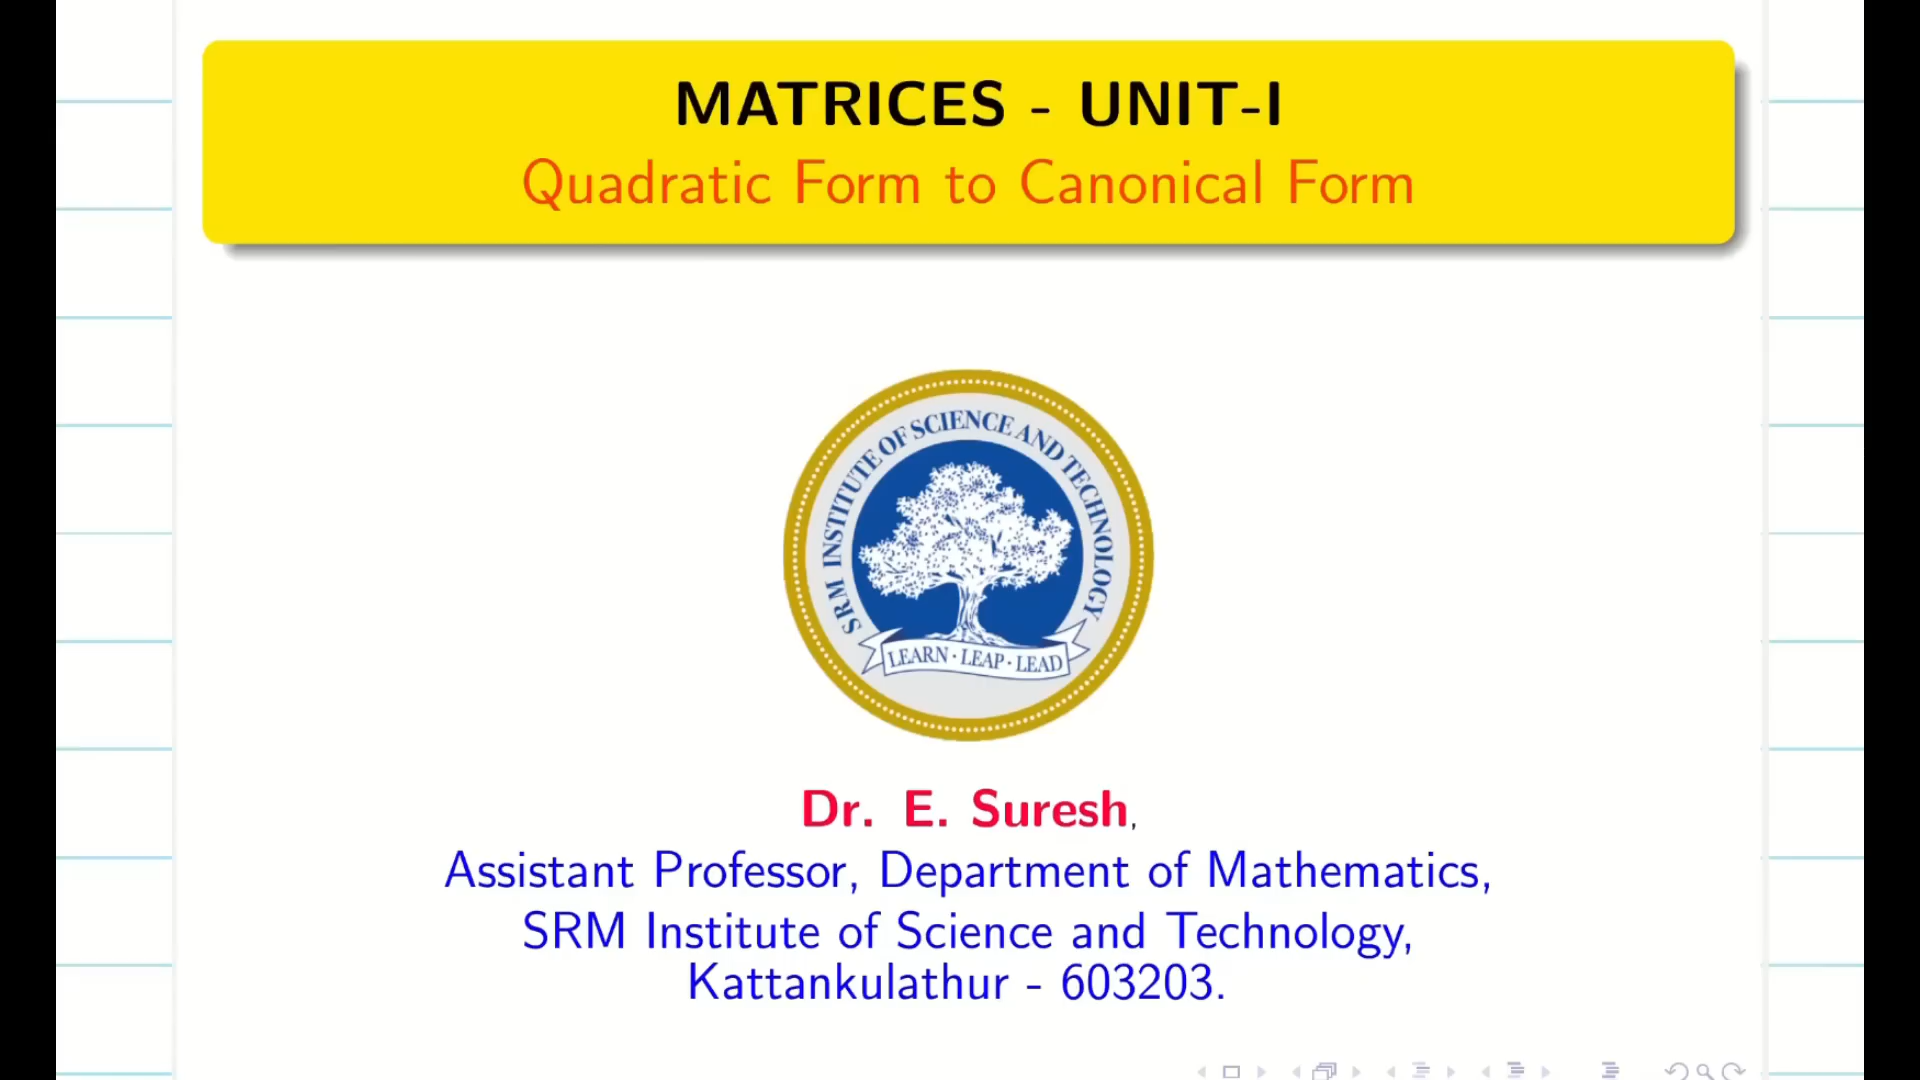 MATRICES - UNIT-I
Quadratic Form to Canonical Form
SRM INSTITUTE OF SCIENCE AND TECHNOLOGY
LEARN · LEAP · LEAD
Dr. E. Suresh,
Assistant Professor, Department of Mathematics,
SRM Institute of Science and Technology,
Kattankulathur - 603203.